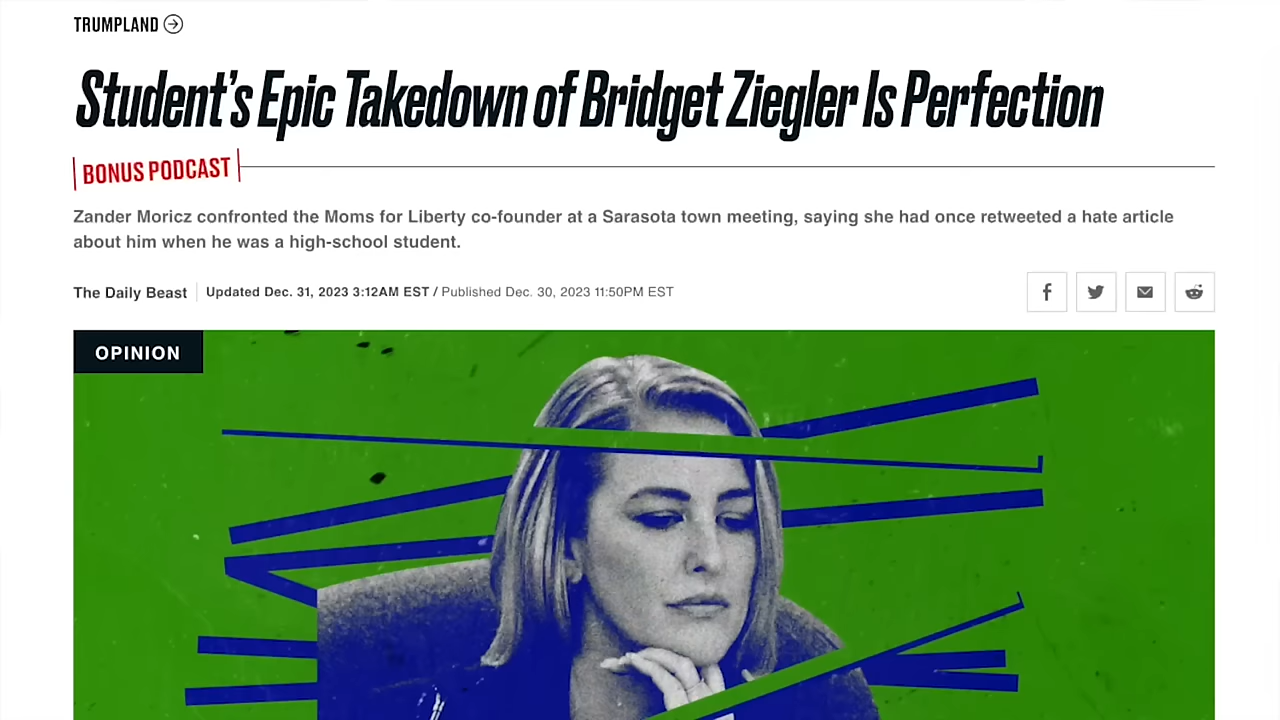 TRUMPLAND
Student's Epic Takedown of Bridget Ziegler Is Perfection
BONUS PODCAST
Zander Moricz confronted the Moms for Liberty co-founder at a Sarasota town meeting, saying she had once retweeted a hate article
about him when he was a high-school student.
The Daily Beast Updated Dec. 31, 2023 3:12AM EST / Published Dec. 30, 2023 11:50PM EST
OPINION